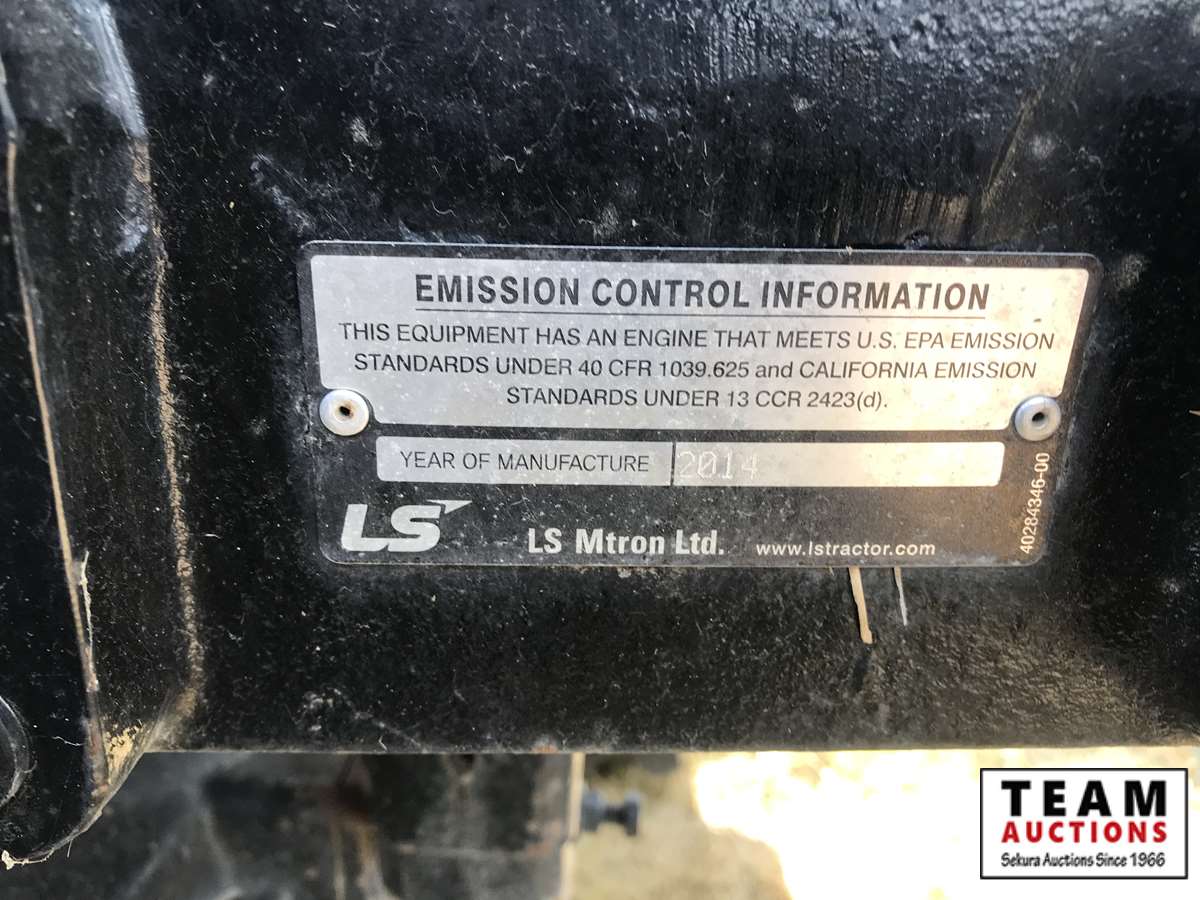 EMISSION CONTROL INFORMATION
THIS EQUIPMENT HAS AN ENGINE THAT MEETS U.S. EPA EMISSION
STANDARDS UNDER 40 CFR 1039.625 and CALIFORNIA EMISSION
STANDARDS UNDER 13 CCR 2423(d).
YEAR OF MANUFACTURE 2014
LS LS Mtron Ltd. www.lstractor.com
40284346-00
TEAM
AUCTIONS
Sekura Auctions Since 1966